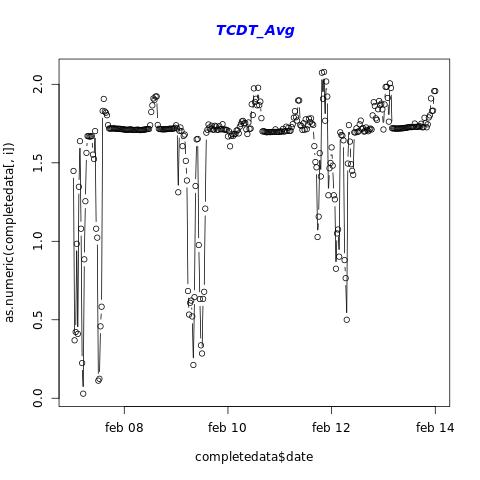 TCDT_Avg
as.numeric(completedata[, i])
2.0
1.5
1.0
0.5
0.0
feb 08 feb 10 feb 12 feb 14
completedata$date